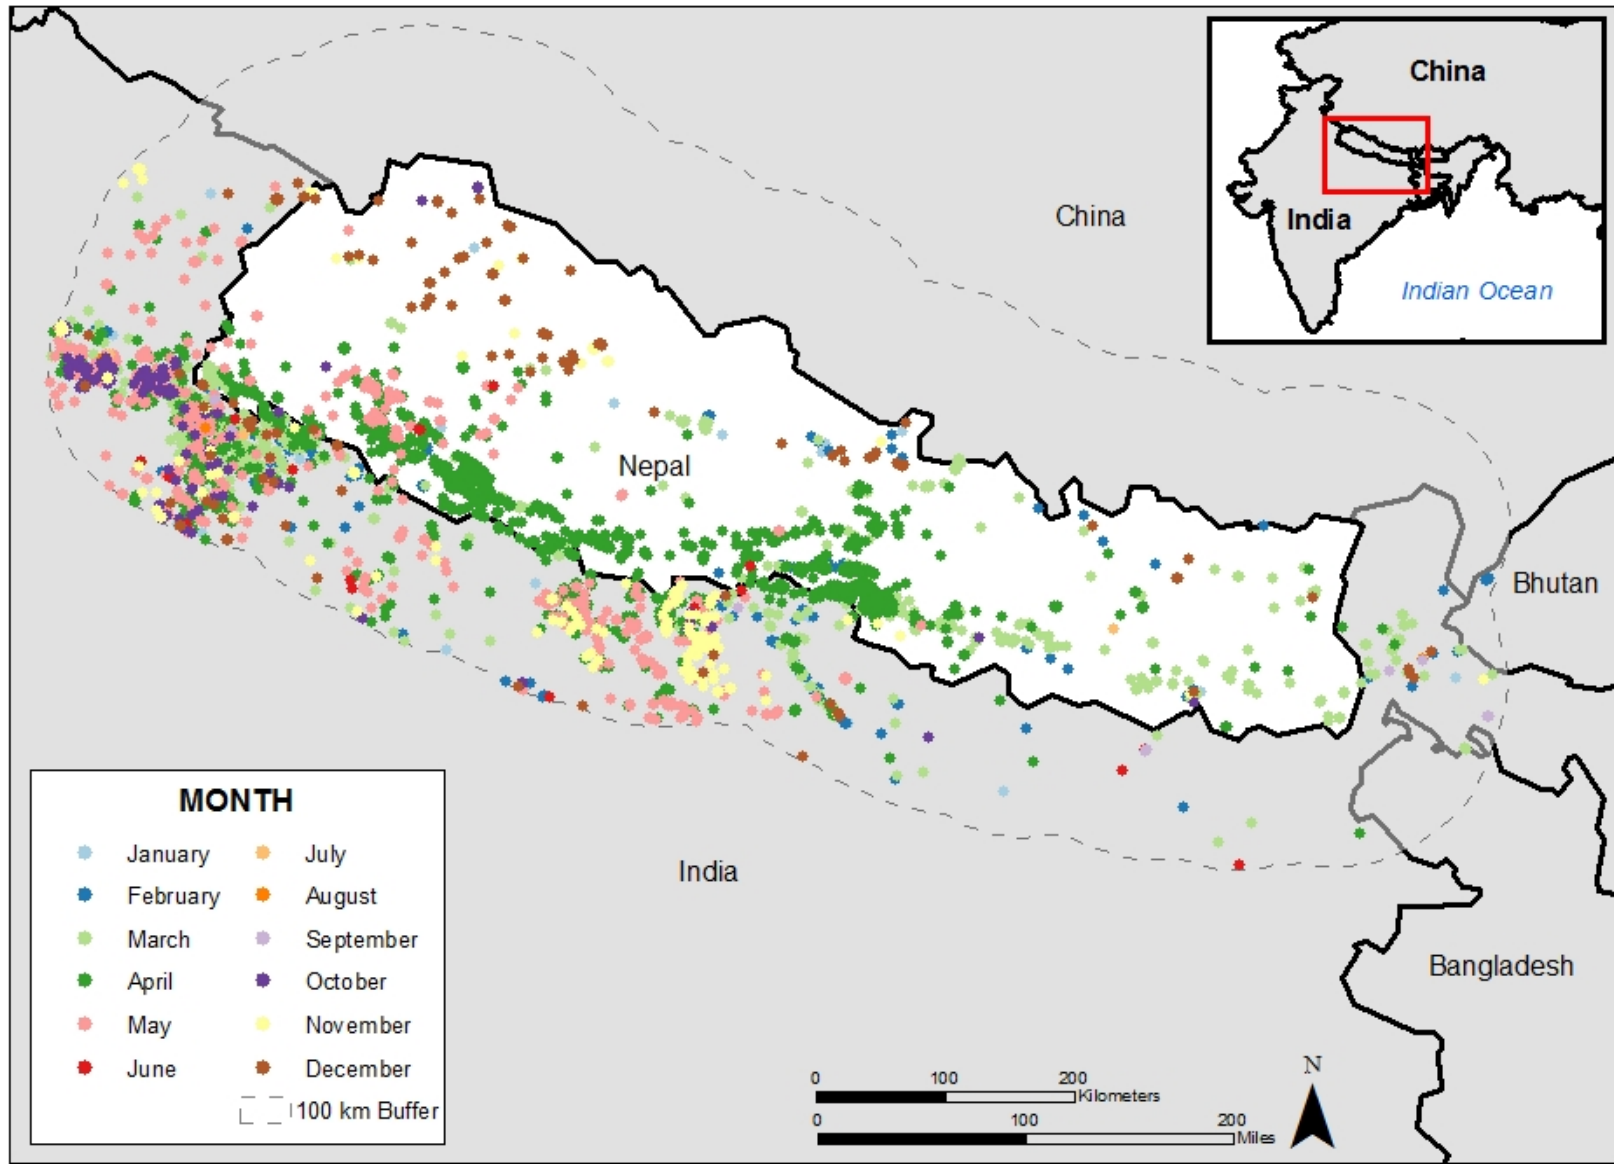 China
India
Indian Ocean
China
Nepal
Bhutan
India
Bangladesh
MONTH
January
February
March
April
May
June
July
August
September
October
November
December
100 km Buffer
0 100 200
Kilometers
0 100 200
Miles
N